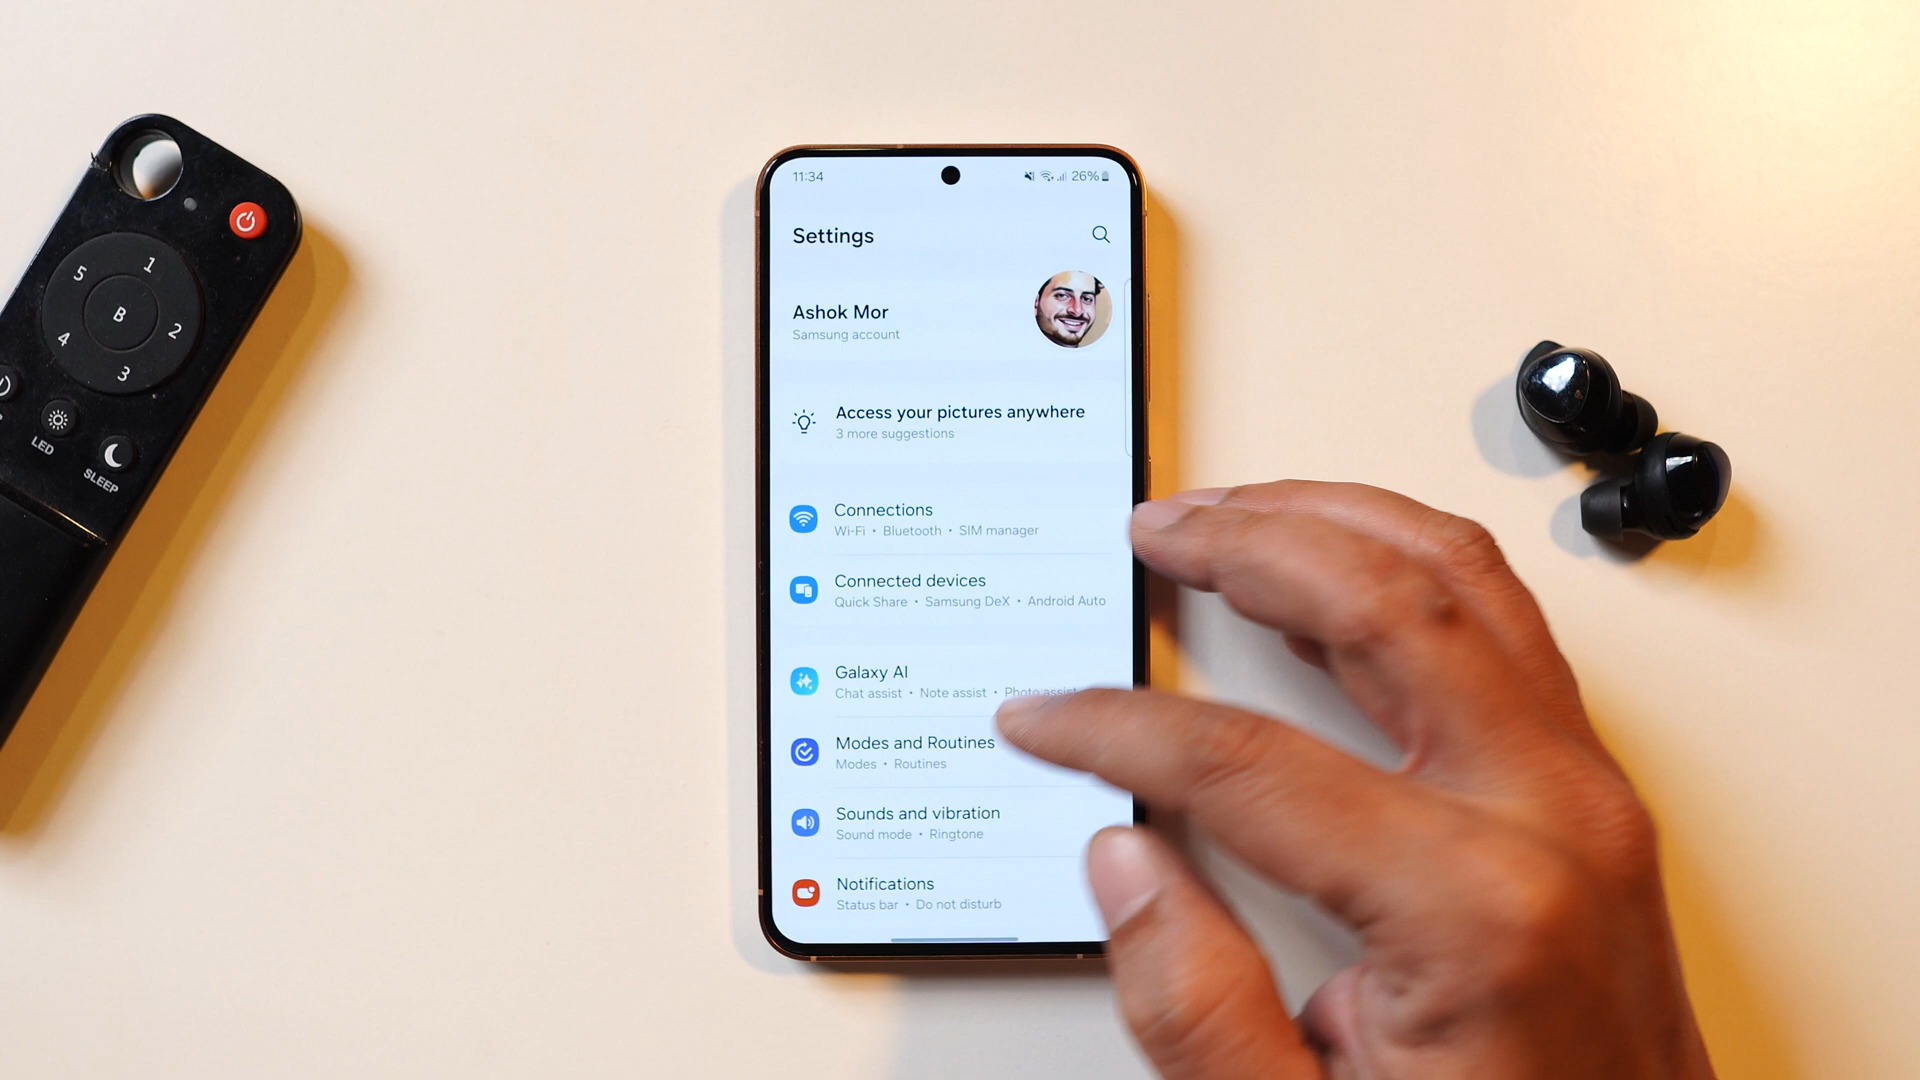 11:34
26%
Settings
Ashok Mor
Samsung account
Access your pictures anywhere
3 more suggestions
Connections
Wi-Fi • Bluetooth • SIM manager
Connected devices
Quick Share • Samsung DeX • Android Auto
Galaxy AI
Chat assist • Note assist • Photo assist
Modes and Routines
Modes • Routines
Sounds and vibration
Sound mode • Ringtone
Notifications
Status bar • Do not disturb
1
5
B
2
4
3
LED
SLEEP